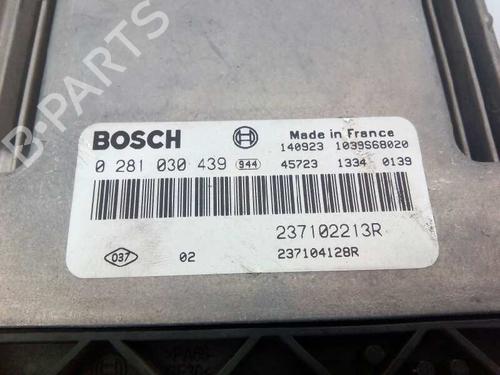 B-PARTS
BOSCH
Made in France
140923 1039S68020
0 281 030 439 944 45723 1334 0139
237102213R
037 02 237104128R